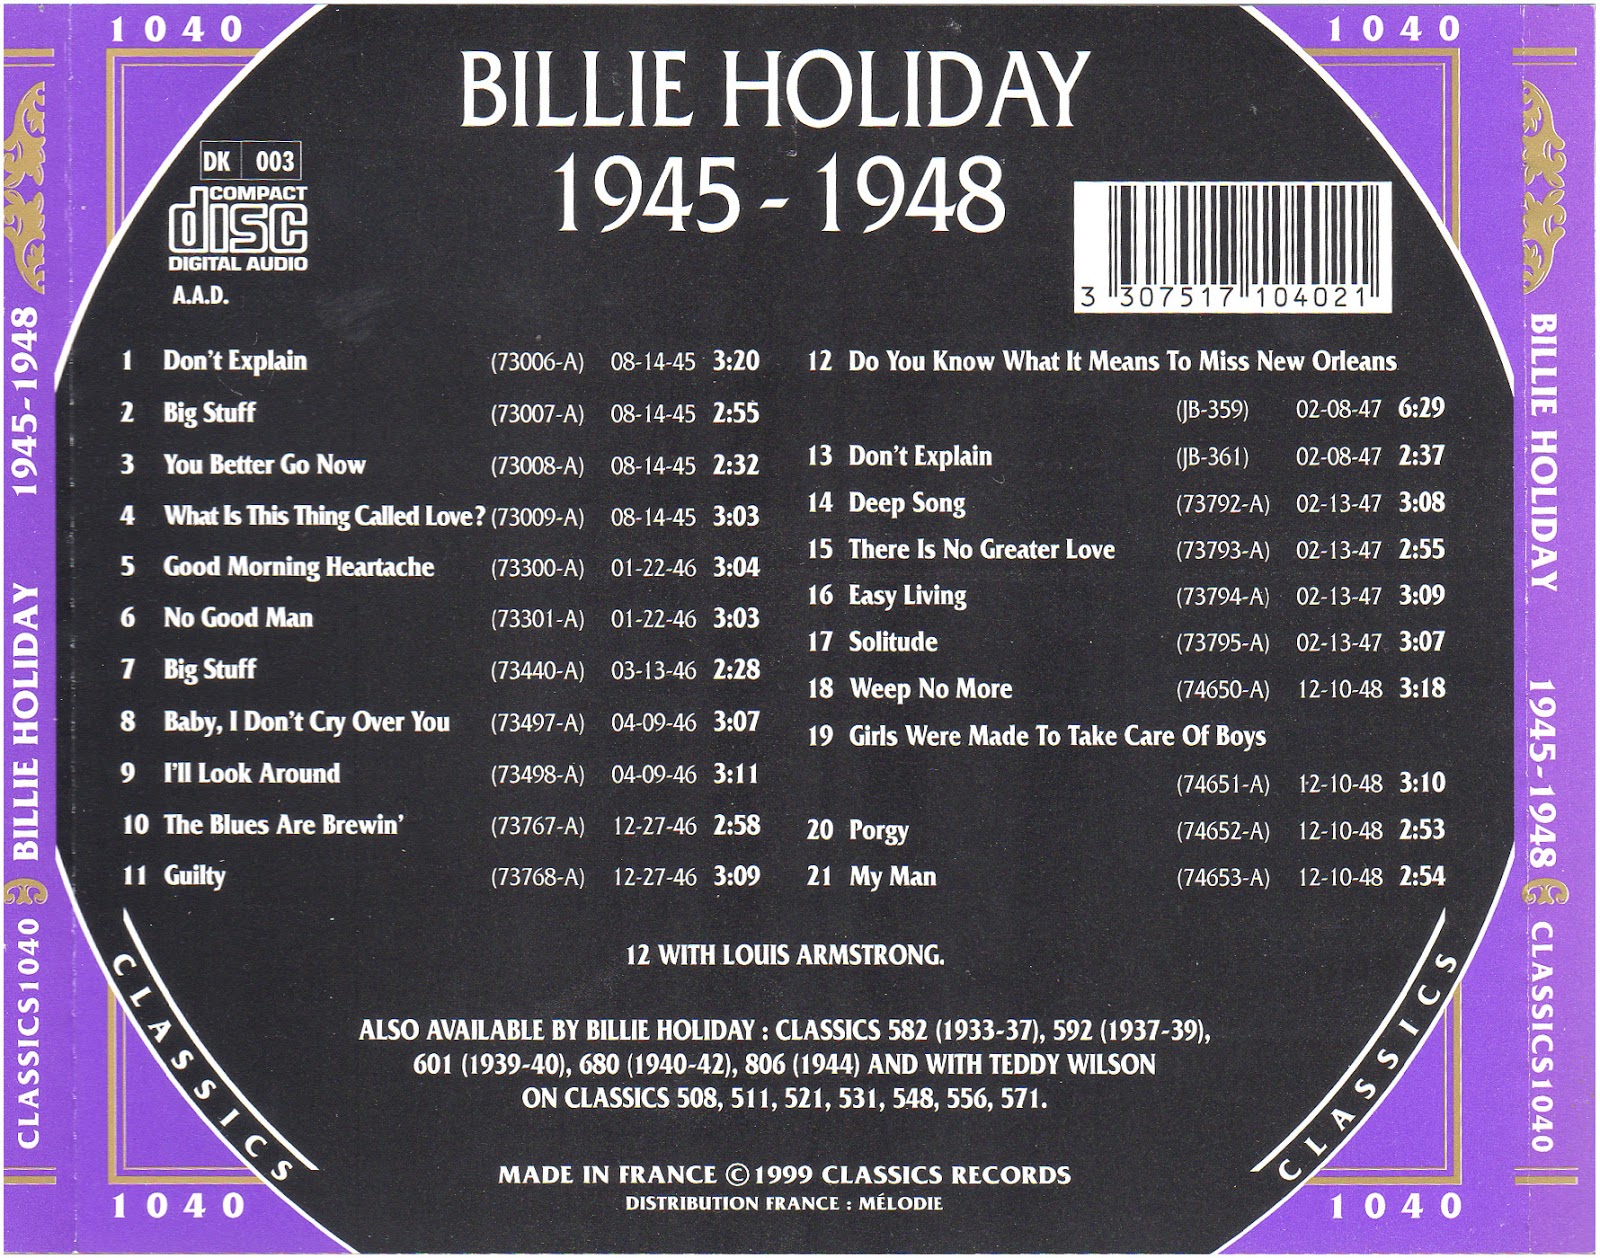 1040
1040
BILLIE HOLIDAY
1945 - 1948
DK 003
COMPACT
disc
DIGITAL AUDIO
A.A.D.
3 307517 104021
1 Don't Explain (73006-A) 08-14-45 3:20
2 Big Stuff (73007-A) 08-14-45 2:55
3 You Better Go Now (73008-A) 08-14-45 2:32
4 What Is This Thing Called Love? (73009-A) 08-14-45 3:03
5 Good Morning Heartache (73300-A) 01-22-46 3:04
6 No Good Man (73301-A) 01-22-46 3:03
7 Big Stuff (73440-A) 03-13-46 2:28
8 Baby, I Don't Cry Over You (73497-A) 04-09-46 3:07
9 I'll Look Around (73498-A) 04-09-46 3:11
10 The Blues Are Brewin' (73767-A) 12-27-46 2:58
11 Guilty (73768-A) 12-27-46 3:09
12 Do You Know What It Means To Miss New Orleans
(JB-359) 02-08-47 6:29
13 Don't Explain (JB-361) 02-08-47 2:37
14 Deep Song (73792-A) 02-13-47 3:08
15 There Is No Greater Love (73793-A) 02-13-47 2:55
16 Easy Living (73794-A) 02-13-47 3:09
17 Solitude (73795-A) 02-13-47 3:07
18 Weep No More (74650-A) 12-10-48 3:18
19 Girls Were Made To Take Care Of Boys
(74651-A) 12-10-48 3:10
20 Porgy (74652-A) 12-10-48 2:53
21 My Man (74653-A) 12-10-48 2:54
12 WITH LOUIS ARMSTRONG.
ALSO AVAILABLE BY BILLIE HOLIDAY : CLASSICS 582 (1933-37), 592 (1937-39),
601 (1939-40), 680 (1940-42), 806 (1944) AND WITH TEDDY WILSON
ON CLASSICS 508, 511, 521, 531, 548, 556, 571.
MADE IN FRANCE © 1999 CLASSICS RECORDS
DISTRIBUTION FRANCE : MÉLODIE
CLASSICS
CLASSICS
1040
1040
CLASSICS1040 BILLIE HOLIDAY 1945-1948
BILLIE HOLIDAY 1945-1948 CLASSICS1040